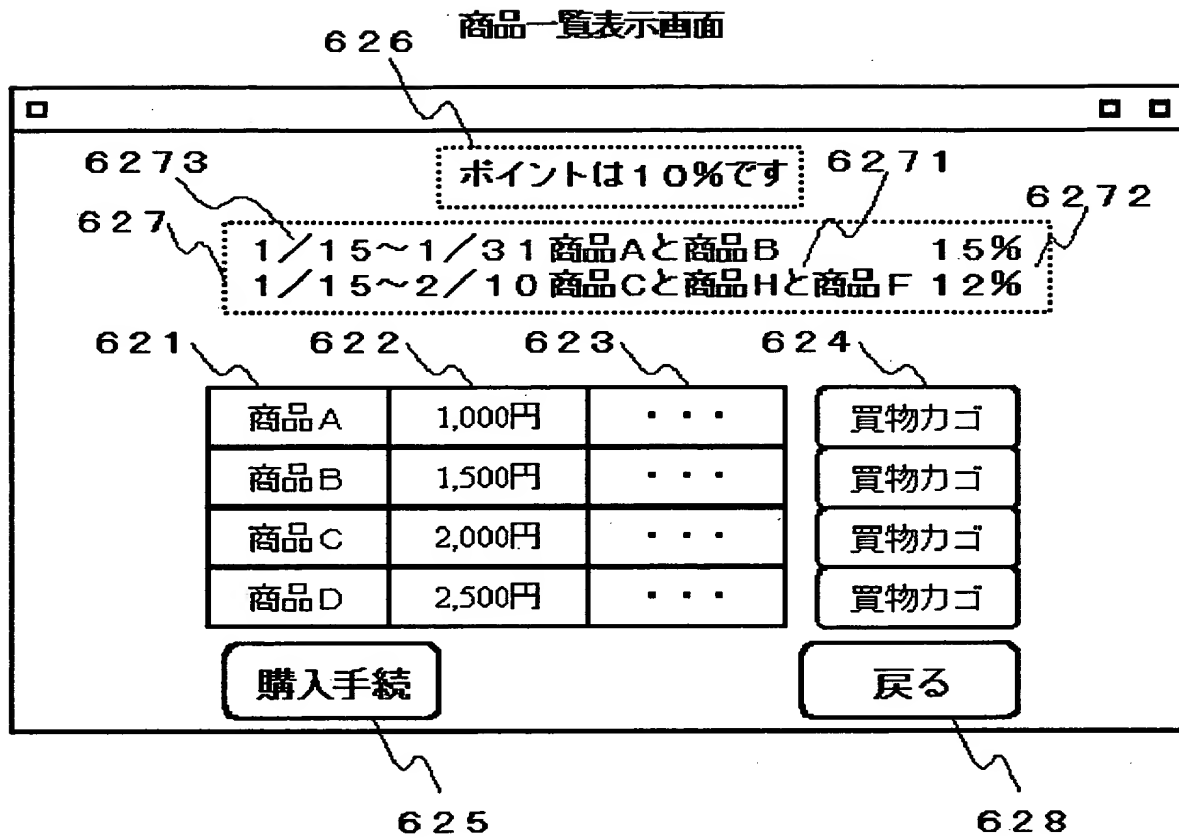 商品一覧表示画面
626
6273
ポイントは10%です
6271
6272
627
1/15~1/31 商品Aと商品B 15%
1/15~2/10 商品Cと商品Hと商品F 12%
621 622 623 624
商品A 1,000円 ・・・ 買物カゴ
商品B 1,500円 ・・・ 買物カゴ
商品C 2,000円 ・・・ 買物カゴ
商品D 2,500円 ・・・ 買物カゴ
購入手続 戻る
625 628